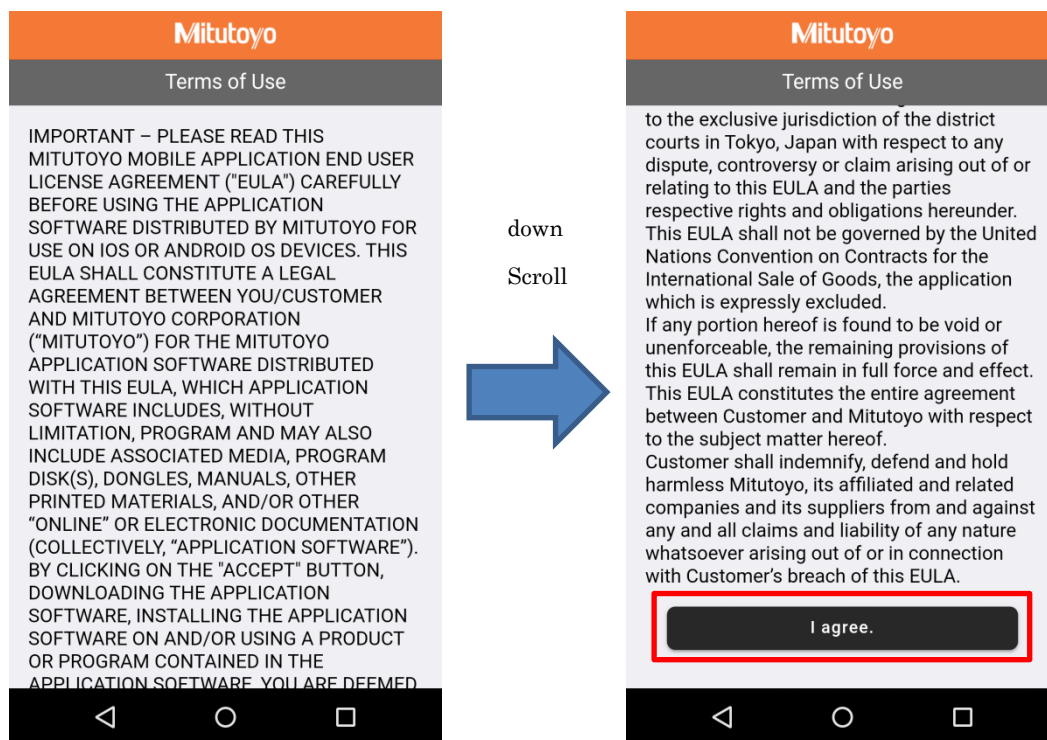 Mitutoyo
Terms of Use
IMPORTANT – PLEASE READ THIS
MITUTOYO MOBILE APPLICATION END USER
LICENSE AGREEMENT ("EULA") CAREFULLY
BEFORE USING THE APPLICATION
SOFTWARE DISTRIBUTED BY MITUTOYO FOR
USE ON IOS OR ANDROID OS DEVICES. THIS
EULA SHALL CONSTITUTE A LEGAL
AGREEMENT BETWEEN YOU/CUSTOMER
AND MITUTOYO CORPORATION
(“MITUTOYO”) FOR THE MITUTOYO
APPLICATION SOFTWARE DISTRIBUTED
WITH THIS EULA, WHICH APPLICATION
SOFTWARE INCLUDES, WITHOUT
LIMITATION, PROGRAM AND MAY ALSO
INCLUDE ASSOCIATED MEDIA, PROGRAM
DISK(S), DONGLES, MANUALS, OTHER
PRINTED MATERIALS, AND/OR OTHER
“ONLINE” OR ELECTRONIC DOCUMENTATION
(COLLECTIVELY, “APPLICATION SOFTWARE”).
BY CLICKING ON THE "ACCEPT" BUTTON,
DOWNLOADING THE APPLICATION
SOFTWARE, INSTALLING THE APPLICATION
SOFTWARE ON AND/OR USING A PRODUCT
OR PROGRAM CONTAINED IN THE
APPLICATION SOFTWARE, YOU ARE DEEMED
down
Scroll
Mitutoyo
Terms of Use
to the exclusive jurisdiction of the district
courts in Tokyo, Japan with respect to any
dispute, controversy or claim arising out of or
relating to this EULA and the parties
respective rights and obligations hereunder.
This EULA shall not be governed by the United
Nations Convention on Contracts for the
International Sale of Goods, the application
which is expressly excluded.
If any portion hereof is found to be void or
unenforceable, the remaining provisions of
this EULA shall remain in full force and effect.
This EULA constitutes the entire agreement
between Customer and Mitutoyo with respect
to the subject matter hereof.
Customer shall indemnify, defend and hold
harmless Mitutoyo, its affiliated and related
companies and its suppliers from and against
any and all claims and liability of any nature
whatsoever arising out of or in connection
with Customer’s breach of this EULA.
I agree.